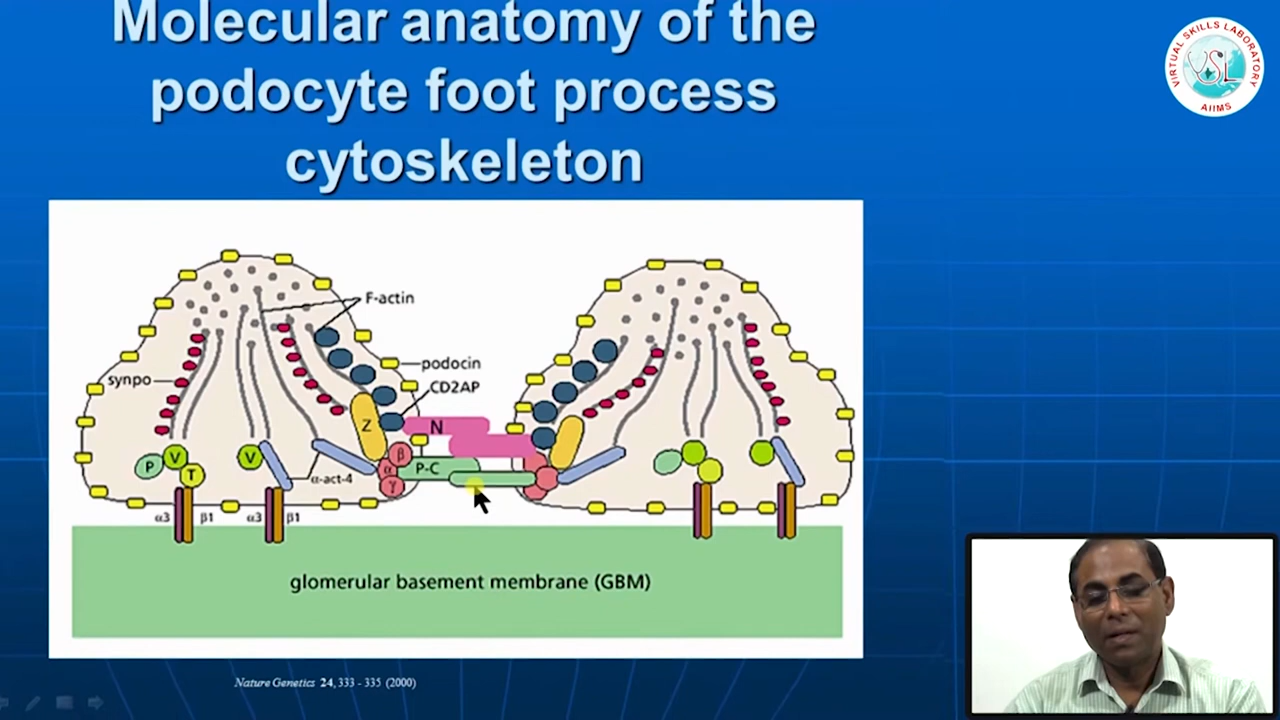 Molecular anatomy of the
podocyte foot process
cytoskeleton
VIRTUAL SKILLS LABORATORY
VSL
AIIMS
F-actin
podocin
synpo
CD2AP
Z
N
β
P
V
T
V
α
P-C
γ
α-act-4
α3
β1
α3
β1
glomerular basement membrane (GBM)
Nature Genetics 24, 333 - 335 (2000)